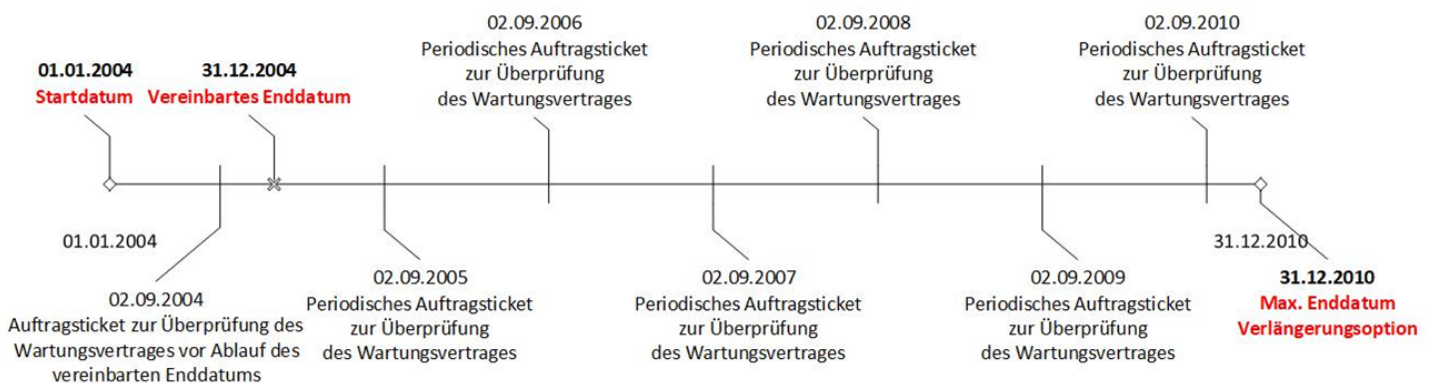 02.09.2006
Periodisches Auftragsticket
zur Überprüfung
des Wartungsvertrages
02.09.2008
Periodisches Auftragsticket
zur Überprüfung
des Wartungsvertrages
02.09.2010
Periodisches Auftragsticket
zur Überprüfung
des Wartungsvertrages
01.01.2004
Startdatum
31.12.2004
Vereinbartes Enddatum
01.01.2004
31.12.2010
02.09.2004
Auftragsticket zur Überprüfung des
Wartungsvertrages vor Ablauf des
vereinbarten Enddatums
02.09.2005
Periodisches Auftragsticket
zur Überprüfung
des Wartungsvertrages
02.09.2007
Periodisches Auftragsticket
zur Überprüfung
des Wartungsvertrages
02.09.2009
Periodisches Auftragsticket
zur Überprüfung
des Wartungsvertrages
31.12.2010
Max. Enddatum
Verlängerungsoption